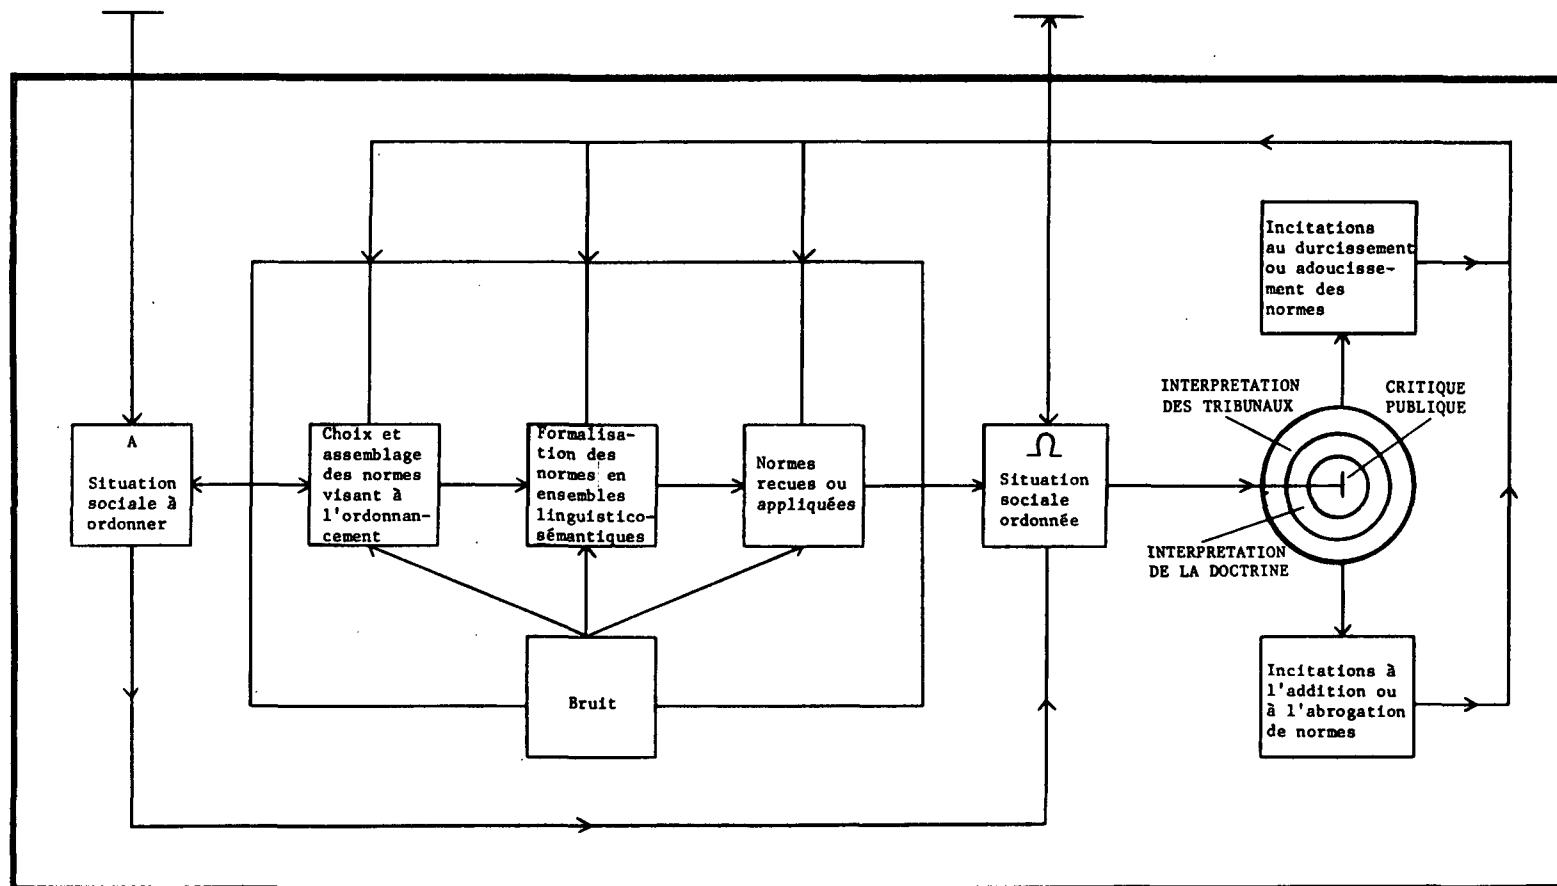 A
Situation
sociale à
ordonner
Choix et
assemblage
des normes
visant à
l'ordonnan-
cement
Formalisa-
tion des
normes en
ensembles
linguistico-
sémantiques
Normes
recues ou
appliquées
Bruit
Ω
Situation
sociale
ordonnée
INTERPRETATION
DES TRIBUNAUX
CRITIQUE
PUBLIQUE
INTERPRETATION
DE LA DOCTRINE
Incitations
au durcissement
ou adoucisse-
ment des
normes
Incitations à
l'addition ou
à l'abrogation
de normes